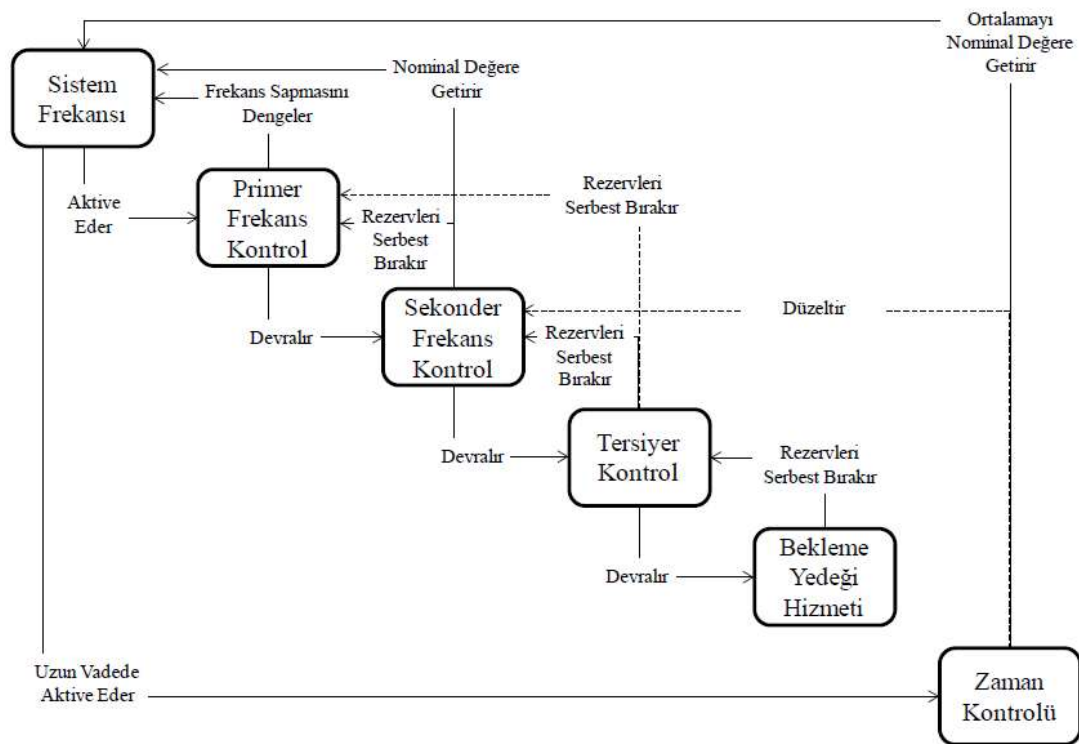 Ortalamayı
Nominal Değere
Getirir
Sistem
Frekansı
Nominal Değere
Getirir
Frekans Sapmasını
Dengeler
Aktive
Eder
Primer
Frekans
Kontrol
Rezervleri
Serbest Bırakır
Rezervleri
Serbest
Bırakır
Devralır
Sekonder
Frekans
Kontrol
Düzeltir
Rezervleri
Serbest
Bırakır
Devralır
Tersiyer
Kontrol
Rezervleri
Serbest Bırakır
Devralır
Bekleme
Yedeği
Hizmeti
Uzun Vadede
Aktive Eder
Zaman
Kontrolü